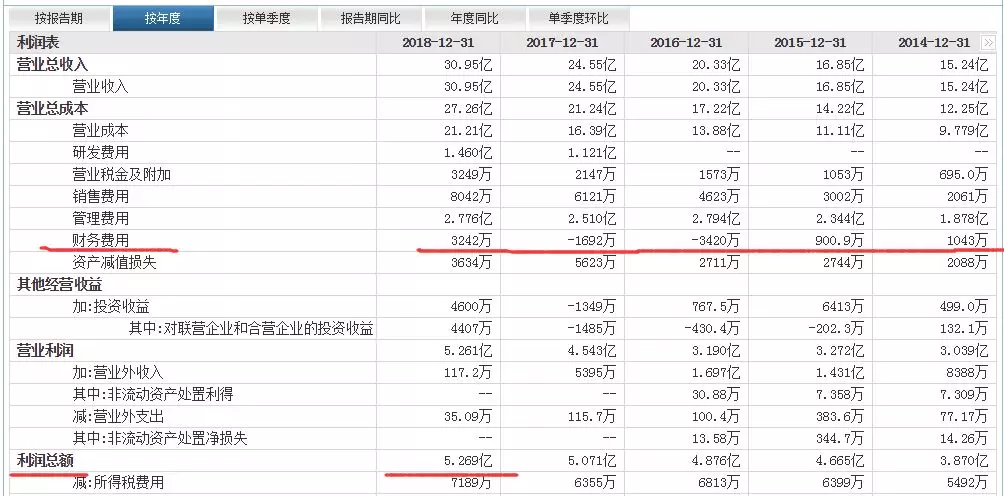 按报告期 按年度 按单季度 报告期同比 年度同比 单季度环比
利润表 2018-12-31 2017-12-31 2016-12-31 2015-12-31 2014-12-31 >>
营业总收入 30.95亿 24.55亿 20.33亿 16.85亿 15.24亿
营业收入 30.95亿 24.55亿 20.33亿 16.85亿 15.24亿
营业总成本 27.26亿 21.24亿 17.22亿 14.22亿 12.25亿
营业成本 21.21亿 16.39亿 13.88亿 11.11亿 9.779亿
研发费用 1.460亿 1.121亿 -- -- --
营业税金及附加 3249万 2147万 1573万 1053万 695.0万
销售费用 8042万 6121万 4623万 3002万 2061万
管理费用 2.776亿 2.510亿 2.794亿 2.344亿 1.878亿
财务费用 3242万 -1692万 -3420万 900.9万 1043万
资产减值损失 3634万 5623万 2711万 2744万 2088万
其他经营收益
加:投资收益 4600万 -1349万 767.5万 6413万 499.0万
其中:对联营企业和合营企业的投资收益 4407万 -1485万 -430.4万 -202.3万 132.1万
营业利润 5.261亿 4.543亿 3.190亿 3.272亿 3.039亿
加:营业外收入 117.2万 5395万 1.697亿 1.431亿 8388万
其中:非流动资产处置利得 -- -- 30.88万 7.358万 7.309万
减:营业外支出 35.09万 115.7万 100.4万 383.6万 77.17万
其中:非流动资产处置净损失 -- -- 13.58万 344.7万 14.26万
利润总额 5.269亿 5.071亿 4.876亿 4.665亿 3.870亿
减:所得税费用 7189万 6355万 6813万 6399万 5492万